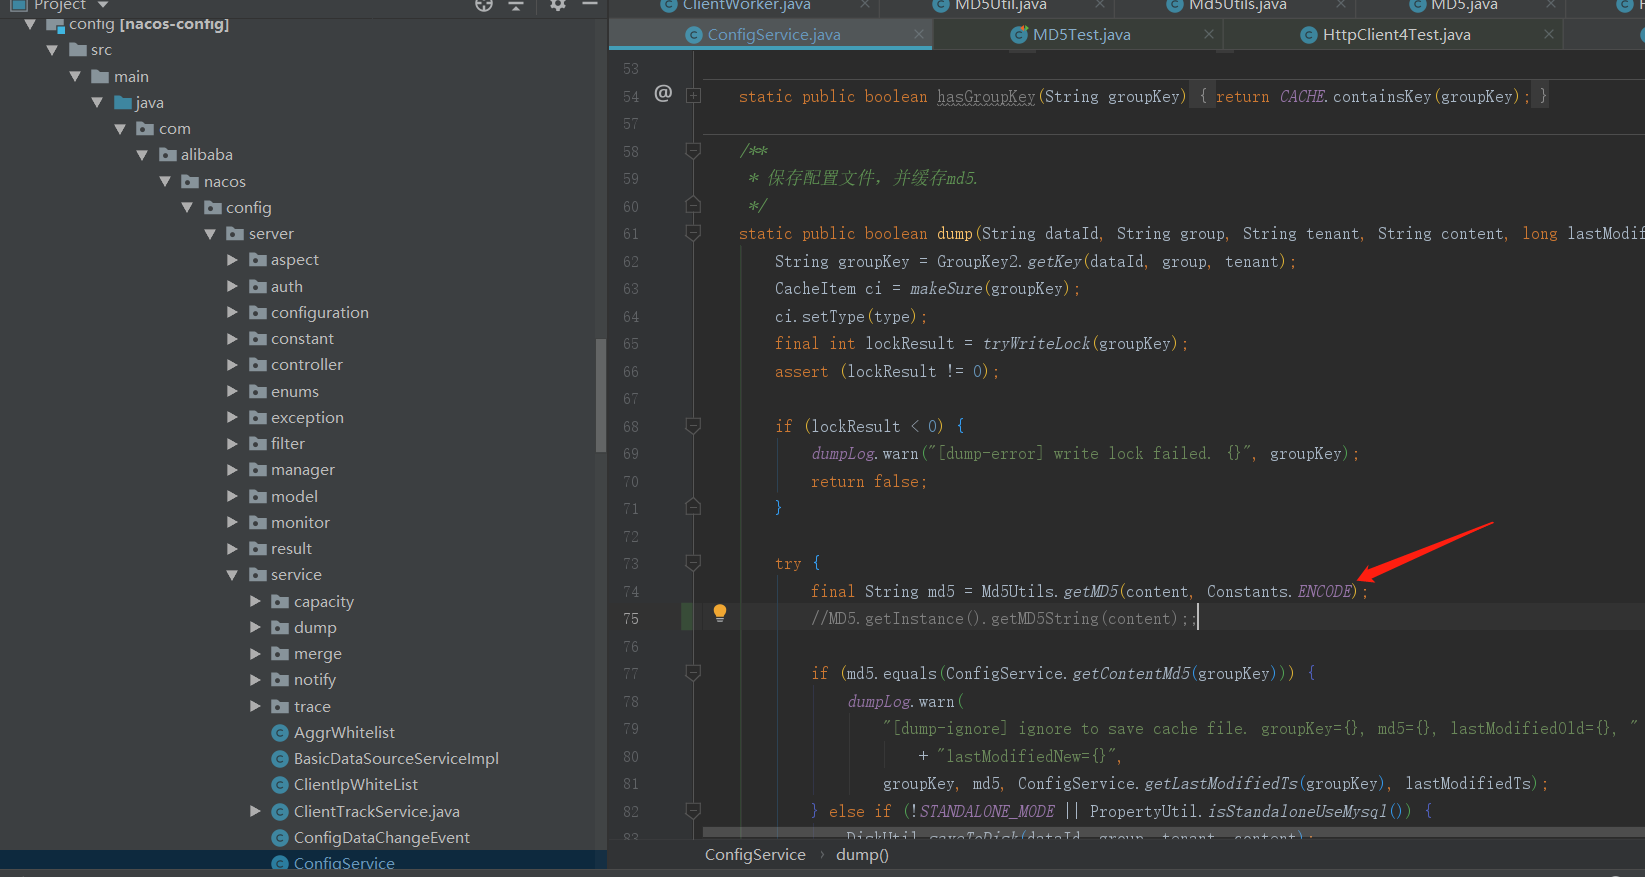 Project
config [nacos-config]
src
main
java
com
alibaba
nacos
config
server
aspect
auth
configuration
constant
controller
enums
exception
filter
manager
model
monitor
result
service
capacity
dump
merge
notify
trace
AggrWhitelist
BasicDataSourceServiceImpl
ClientIpWhiteList
ClientTrackService.java
ConfigDataChangeEvent
ConfigService
ClientWorker.java
MD5Util.java
Md5Utils.java
MD5.java
ConfigService.java
MD5Test.java
HttpClient4Test.java
53
54 @ static public boolean hasGroupKey(String groupKey) { return CACHE.containsKey(groupKey); }
57
58 /**
59 * 保存配置文件，并缓存md5.
60 */
61 static public boolean dump(String dataId, String group, String tenant, String content, long lastModif
62 String groupKey = GroupKey2.getKey(dataId, group, tenant);
63 CacheItem ci = makeSure(groupKey);
64 ci.setType(type);
65 final int lockResult = tryWriteLock(groupKey);
66 assert (lockResult != 0);
67
68 if (lockResult < 0) {
69 dumpLog.warn("[dump-error] write lock failed. {}", groupKey);
70 return false;
71 }
72
73 try {
74 final String md5 = Md5Utils.getMD5(content, Constants.ENCODE);
75 //MD5.getInstance().getMD5String(content);;
76
77 if (md5.equals(ConfigService.getContentMd5(groupKey))) {
78 dumpLog.warn(
79 "[dump-ignore] ignore to save cache file. groupKey={}, md5={}, lastModifiedOld={}, "
80 + "lastModifiedNew={}",
81 groupKey, md5, ConfigService.getLastModifiedTs(groupKey), lastModifiedTs);
82 } else if (!STANDALONE_MODE || PropertyUtil.isStandaloneUseMysql()) {
83 DiskUtil.saveToDisk(dataId, group, tenant, content);
ConfigService › dump()